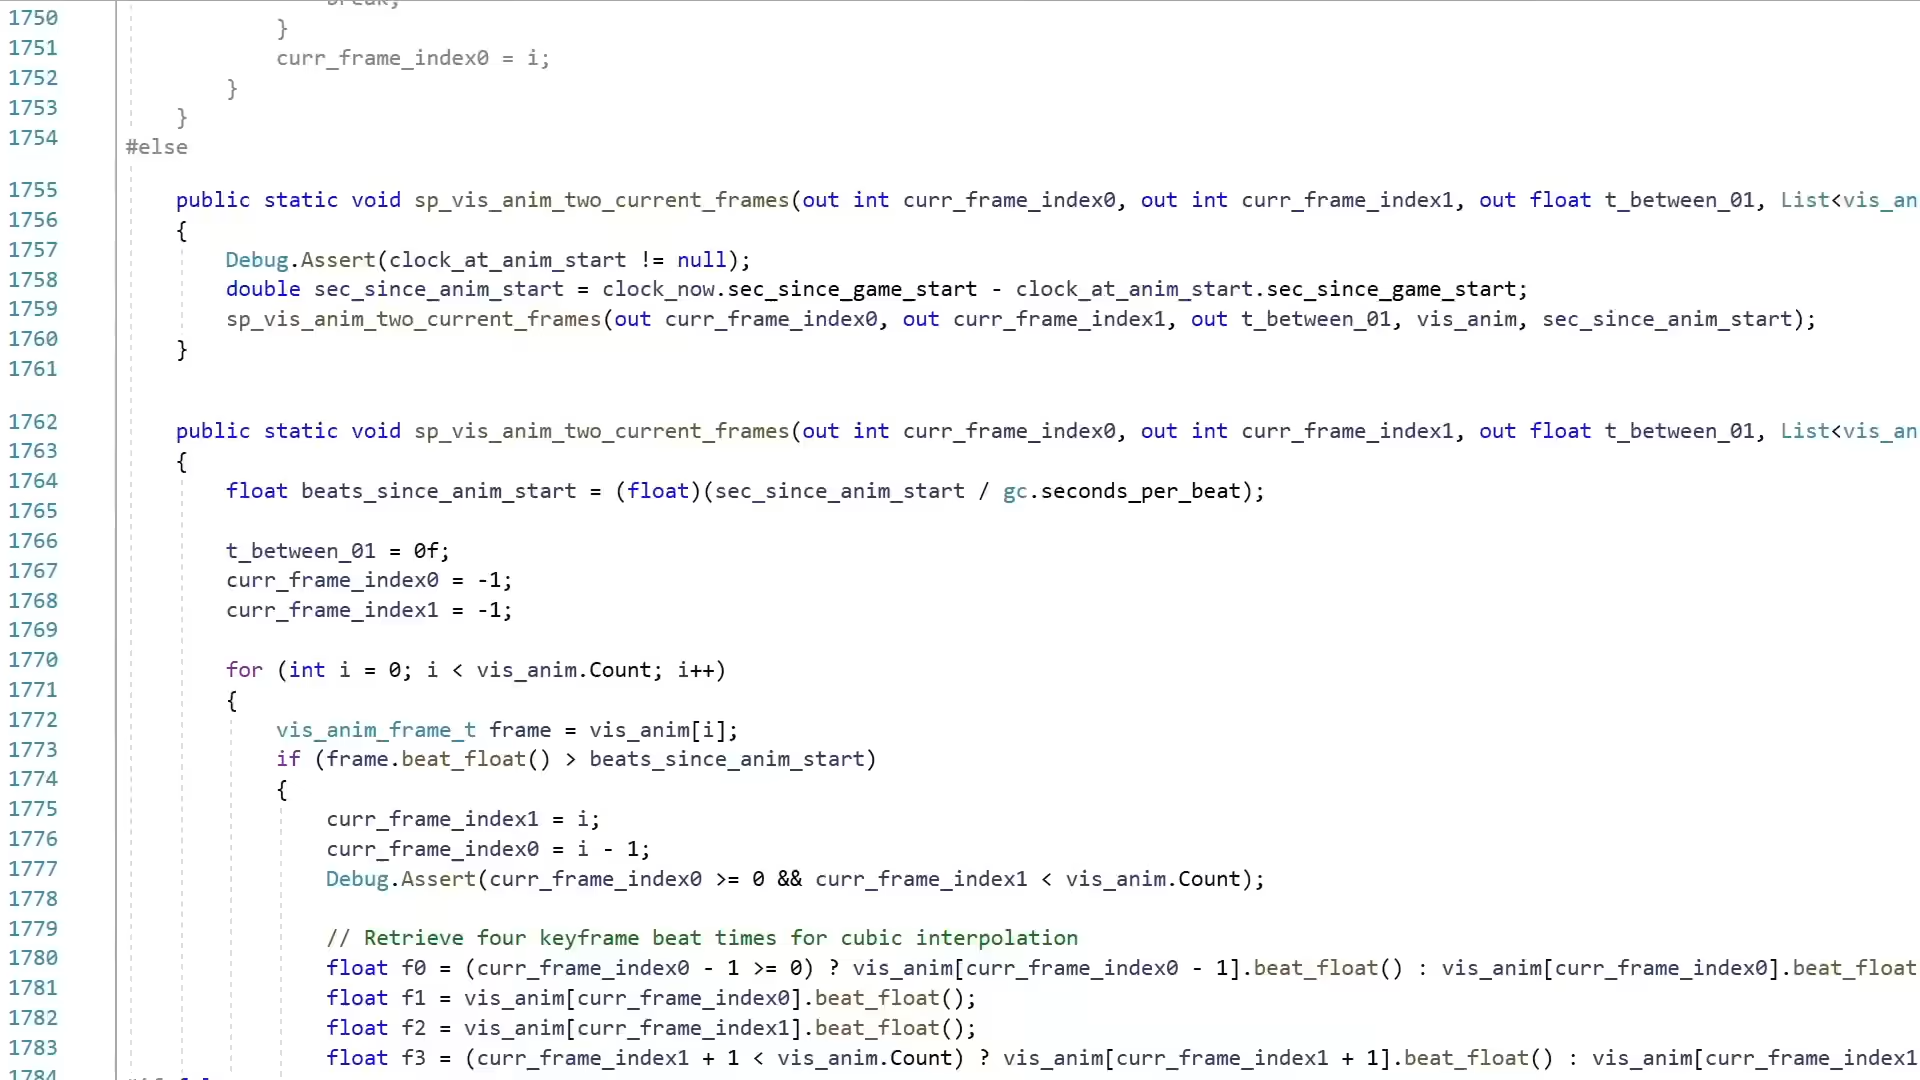 1750
1751 }
1752 curr_frame_index0 = i;
1753 }
1754 }
#else
1755 public static void sp_vis_anim_two_current_frames(out int curr_frame_index0, out int curr_frame_index1, out float t_between_01, List<vis_an
1756 {
1757 Debug.Assert(clock_at_anim_start != null);
1758 double sec_since_anim_start = clock_now.sec_since_game_start - clock_at_anim_start.sec_since_game_start;
1759 sp_vis_anim_two_current_frames(out curr_frame_index0, out curr_frame_index1, out t_between_01, vis_anim, sec_since_anim_start);
1760 }
1761
1762 public static void sp_vis_anim_two_current_frames(out int curr_frame_index0, out int curr_frame_index1, out float t_between_01, List<vis_an
1763 {
1764 float beats_since_anim_start = (float)(sec_since_anim_start / gc.seconds_per_beat);
1765
1766 t_between_01 = 0f;
1767 curr_frame_index0 = -1;
1768 curr_frame_index1 = -1;
1769
1770 for (int i = 0; i < vis_anim.Count; i++)
1771 {
1772 vis_anim_frame_t frame = vis_anim[i];
1773 if (frame.beat_float() > beats_since_anim_start)
1774 {
1775 curr_frame_index1 = i;
1776 curr_frame_index0 = i - 1;
1777 Debug.Assert(curr_frame_index0 >= 0 && curr_frame_index1 < vis_anim.Count);
1778
1779 // Retrieve four keyframe beat times for cubic interpolation
1780 float f0 = (curr_frame_index0 - 1 >= 0) ? vis_anim[curr_frame_index0 - 1].beat_float() : vis_anim[curr_frame_index0].beat_float
1781 float f1 = vis_anim[curr_frame_index0].beat_float();
1782 float f2 = vis_anim[curr_frame_index1].beat_float();
1783 float f3 = (curr_frame_index1 + 1 < vis_anim.Count) ? vis_anim[curr_frame_index1 + 1].beat_float() : vis_anim[curr_frame_index1
1784